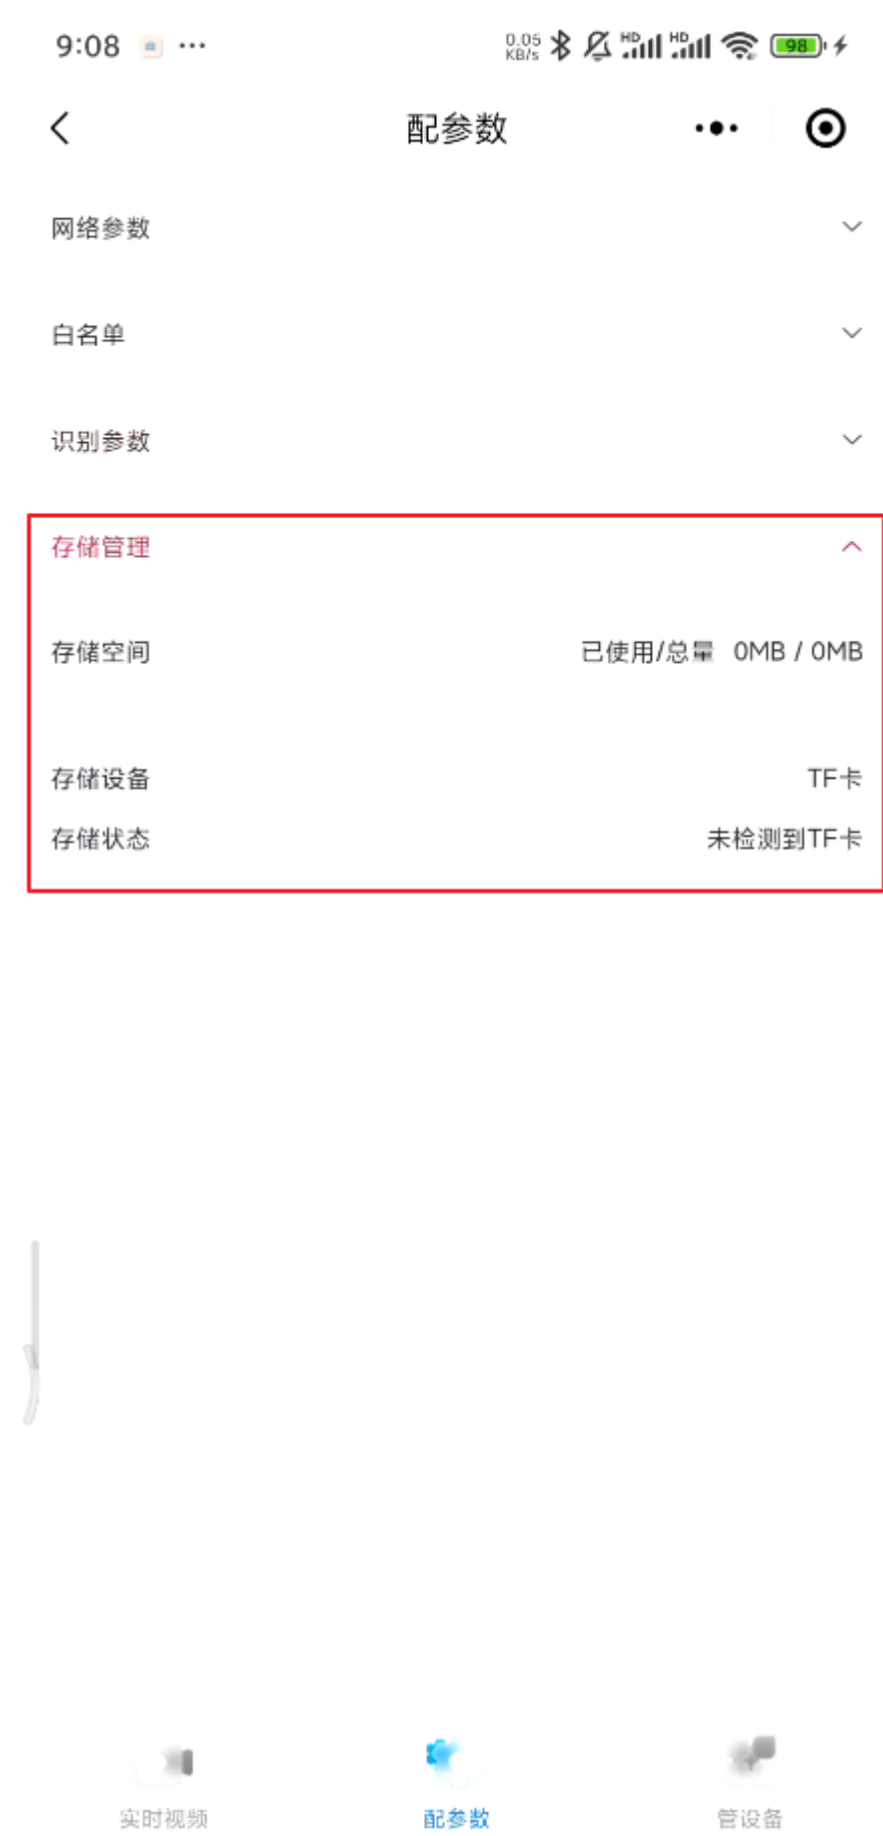 9:08 ··· 0.05 KB/s HD HD 98
配参数
网络参数
白名单
识别参数
存储管理
存储空间 已使用/总量 0MB / 0MB
存储设备 TF卡
存储状态 未检测到TF卡
实时视频 配参数 管设备